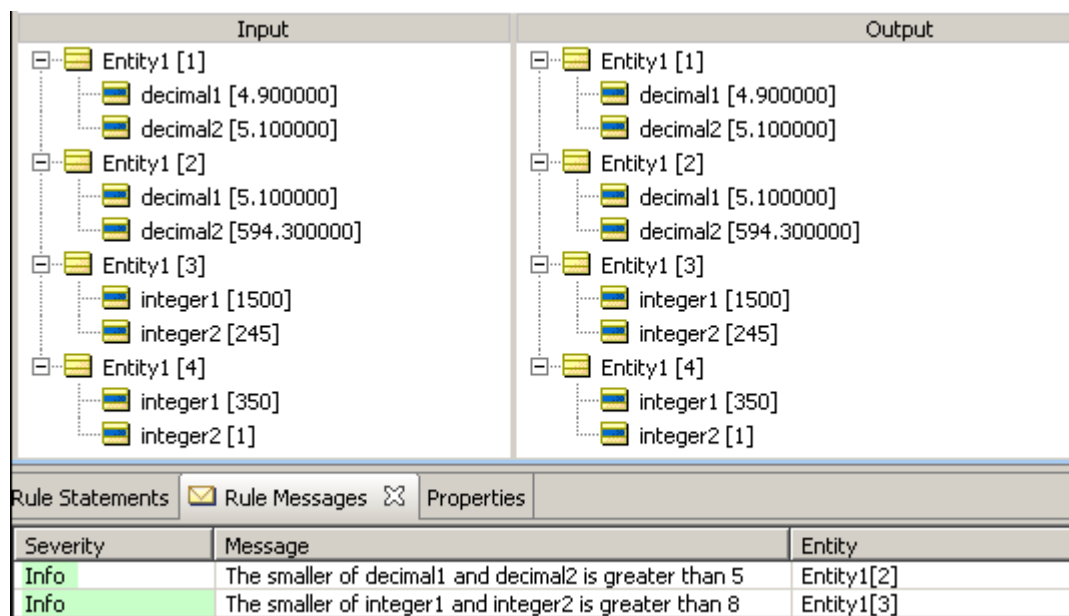 Input
Entity1 [1]
decimal1 [4.900000]
decimal2 [5.100000]
Entity1 [2]
decimal1 [5.100000]
decimal2 [594.300000]
Entity1 [3]
integer1 [1500]
integer2 [245]
Entity1 [4]
integer1 [350]
integer2 [1]
Output
Entity1 [1]
decimal1 [4.900000]
decimal2 [5.100000]
Entity1 [2]
decimal1 [5.100000]
decimal2 [594.300000]
Entity1 [3]
integer1 [1500]
integer2 [245]
Entity1 [4]
integer1 [350]
integer2 [1]
Rule Statements Rule Messages Properties
Severity Message Entity
Info The smaller of decimal1 and decimal2 is greater than 5 Entity1[2]
Info The smaller of integer1 and integer2 is greater than 8 Entity1[3]